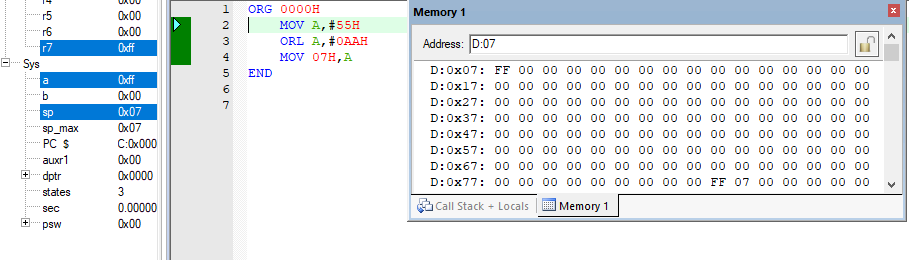 r4 0x00
r5 0x00
r6 0x00
r7 0xff
Sys
a 0xff
b 0x00
sp 0x07
sp_max 0x07
PC $ C:0x000
auxr1 0x00
dptr 0x0000
states 3
sec 0.00000
psw 0x00
1 ORG 0000H
2 MOV A,#55H
3 ORL A,#0AAH
4 MOV 07H,A
5 END
6
7
Memory 1
Address: D:07
D:0x07: FF 00 00 00 00 00 00 00 00 00 00 00 00 00 00 00
D:0x17: 00 00 00 00 00 00 00 00 00 00 00 00 00 00 00 00
D:0x27: 00 00 00 00 00 00 00 00 00 00 00 00 00 00 00 00
D:0x37: 00 00 00 00 00 00 00 00 00 00 00 00 00 00 00 00
D:0x47: 00 00 00 00 00 00 00 00 00 00 00 00 00 00 00 00
D:0x57: 00 00 00 00 00 00 00 00 00 00 00 00 00 00 00 00
D:0x67: 00 00 00 00 00 00 00 00 00 00 00 00 00 00 00 00
D:0x77: 00 00 00 00 00 00 00 00 00 FF 07 00 00 00 00 00
Call Stack + Locals Memory 1